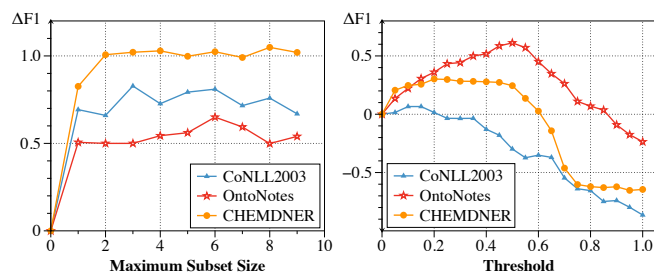 ΔF1
1.0
0.5
0
0 2 4 6 8 10
CoNLL2003
OntoNotes
CHEMDNER
Maximum Subset Size
ΔF1
0.5
0
−0.5
0.0 0.2 0.4 0.6 0.8 1.0
CoNLL2003
OntoNotes
CHEMDNER
Threshold